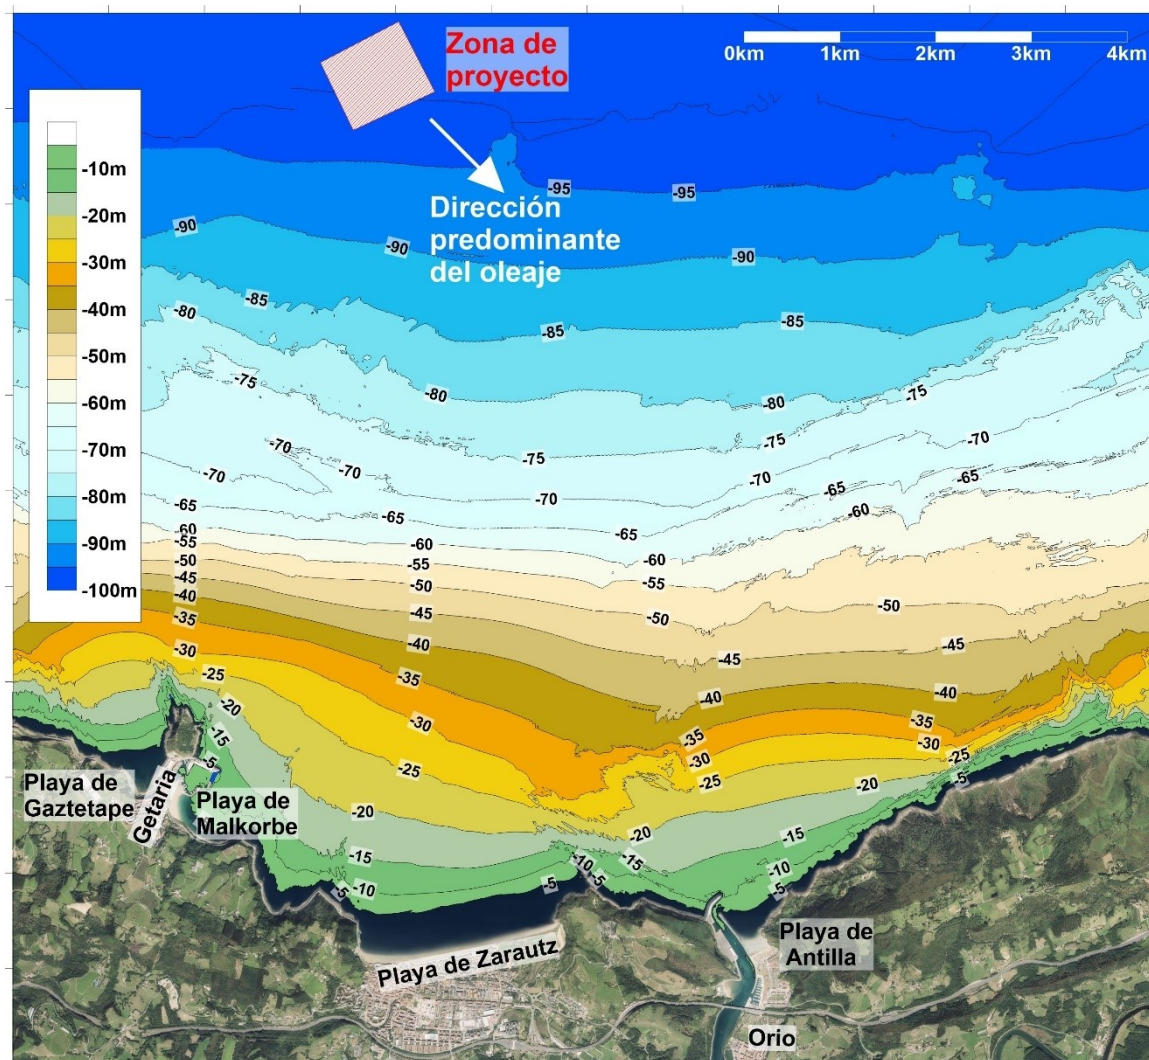 Zona de
proyecto
0km 1km 2km 3km 4km
-10m
-20m
-30m
-40m
-50m
-60m
-70m
-80m
-90m
-100m
Dirección
predominante
del oleaje
-95 -95
-90 -90 -90
-85 -85 -85
-80 -80 -80
-75 -75 -75 -75
-70 -70 -70 -70 -70 -70
-65 -65 -65 -65 -65
-60 -60 -60 -60
-55 -55 -55
-50 -50 -50 -50
-45 -45 -45 -45
-40 -40 -40 -40
-35 -35 -35 -35
-30 -30 -30 -30
-25 -25 -25 -25
-20 -20 -20 -20
-15 -15 -15 -15
-10 -10 -10
-5 -5 -5 -5 -5 -5
Playa de
Gaztetape
Getaria
Playa de
Malkorbe
Playa de Zarautz
Playa de
Antilla
Orio